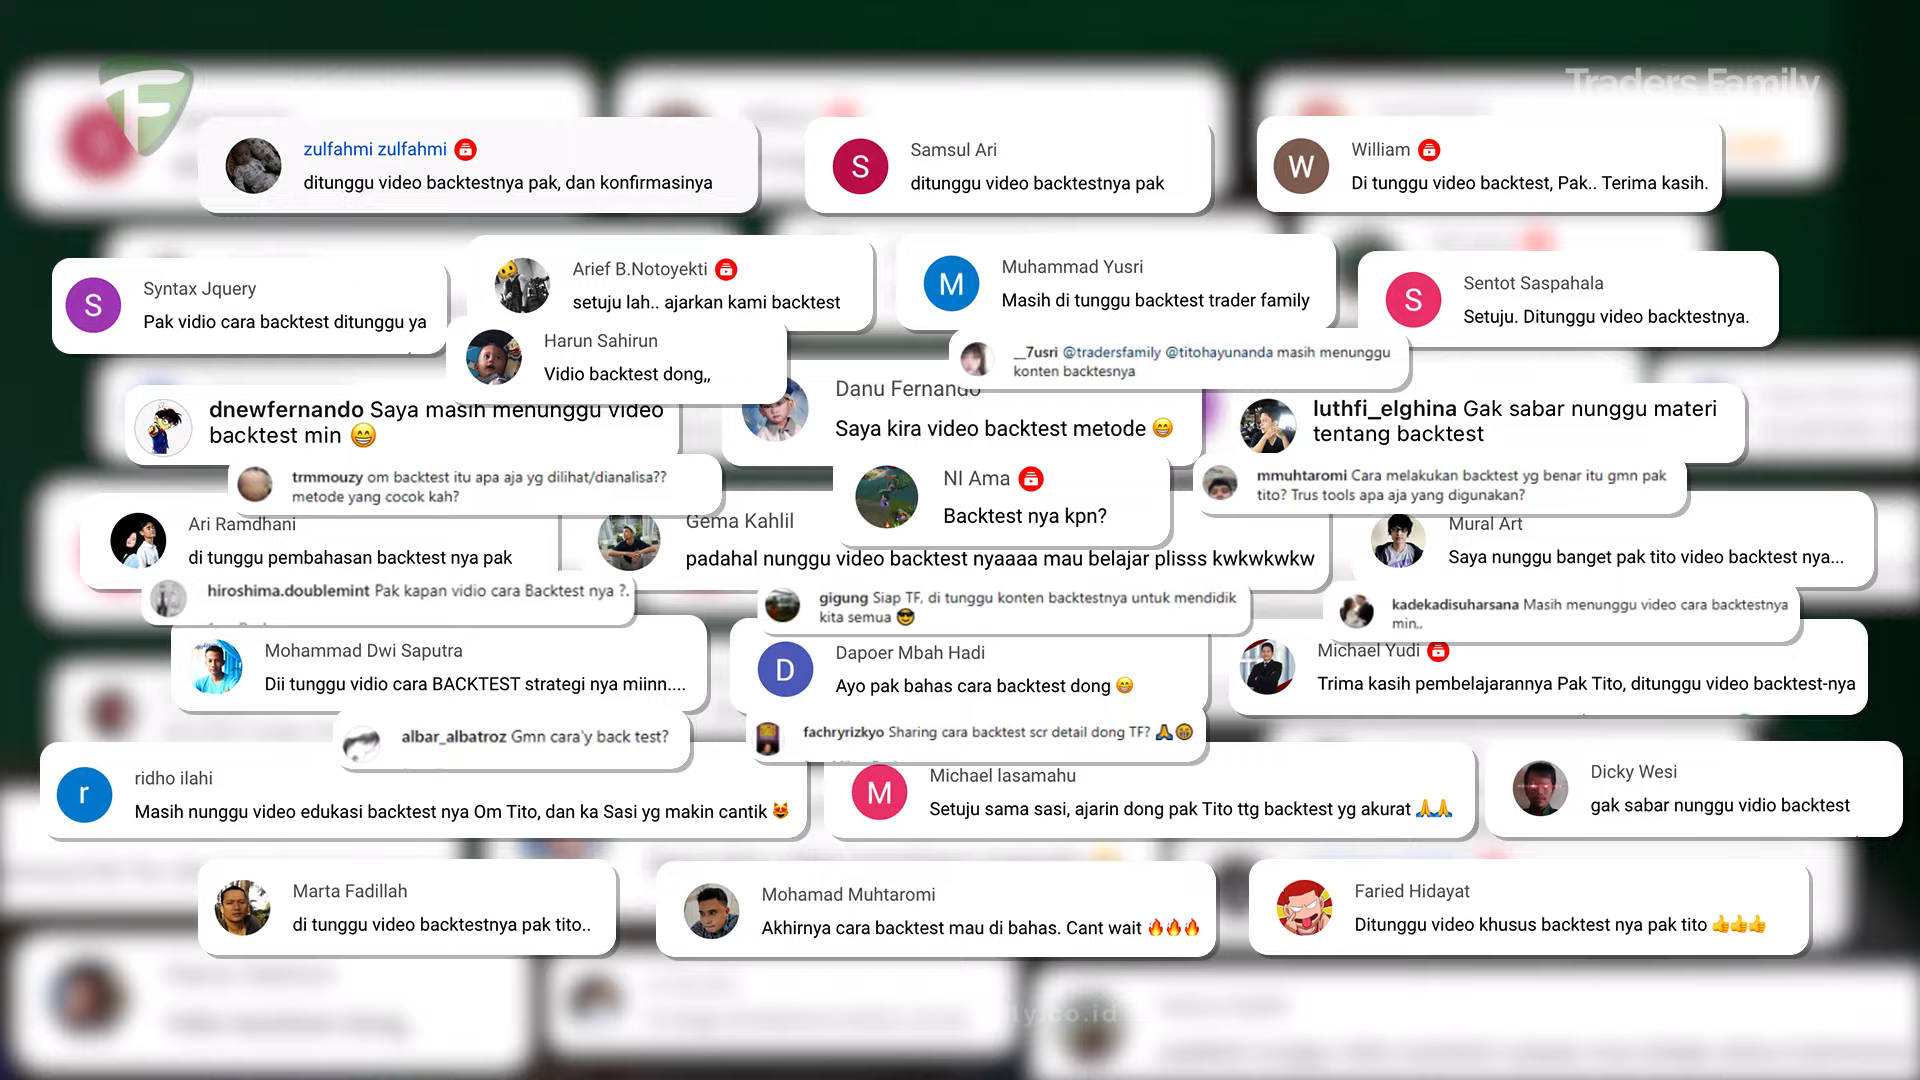 Traders Family
zulfahmi zulfahmi
ditunggu video backtestnya pak, dan konfirmasinya
S
Samsul Ari
ditunggu video backtestnya pak
W
William
Di tunggu video backtest, Pak.. Terima kasih.
S
Syntax Jquery
Pak vidio cara backtest ditunggu ya
Arief B.Notoyekti
setuju lah.. ajarkan kami backtest
M
Muhammad Yusri
Masih di tunggu backtest trader family
S
Sentot Saspahala
Setuju. Ditunggu video backtestnya.
Harun Sahirun
Vidio backtest dong,,
__7usri @tradersfamily @titohayunanda masih menunggu
konten backtesnya
dnewfernando Saya masih menunggu video
backtest min 😁
Danu Fernando
Saya kira video backtest metode 😁
luthfi_elghina Gak sabar nunggu materi
tentang backtest
trmmouzy om backtest itu apa aja yg dilihat/dianalisa??
metode yang cocok kah?
NI Ama
Backtest nya kpn?
mmuhtaromi Cara melakukan backtest yg benar itu gmn pak
tito? Trus tools apa aja yang digunakan?
Ari Ramdhani
di tunggu pembahasan backtest nya pak
Gema Kahlil
padahal nunggu video backtest nyaaaa mau belajar plisss kwkwkwkw
Mural Art
Saya nunggu banget pak tito video backtest nya...
hiroshima.doublemint Pak kapan vidio cara Backtest nya ?.
gigung Siap TF, di tunggu konten backtestnya untuk mendidik
kita semua 😎
kadekadisuharsana Masih menunggu video cara backtestnya
min,,
Mohammad Dwi Saputra
Dii tunggu vidio cara BACKTEST strategi nya miinn....
D
Dapoer Mbah Hadi
Ayo pak bahas cara backtest dong 😁
Michael Yudi
Trima kasih pembelajarannya Pak Tito, ditunggu video backtest-nya
albar_albatroz Gmn cara'y back test?
fachryrizkyo Sharing cara backtest scr detail dong TF? 🙏😁
r
ridho ilahi
Masih nunggu video edukasi backtest nya Om Tito, dan ka Sasi yg makin cantik 😻
M
Michael lasamahu
Setuju sama sasi, ajarin dong pak Tito ttg backtest yg akurat 🙏🙏
Dicky Wesi
gak sabar nunggu vidio backtest
Marta Fadillah
di tunggu video backtestnya pak tito..
Mohamad Muhtaromi
Akhirnya cara backtest mau di bahas. Cant wait 🔥🔥🔥
Faried Hidayat
Ditunggu video khusus backtest nya pak tito 👍👍👍